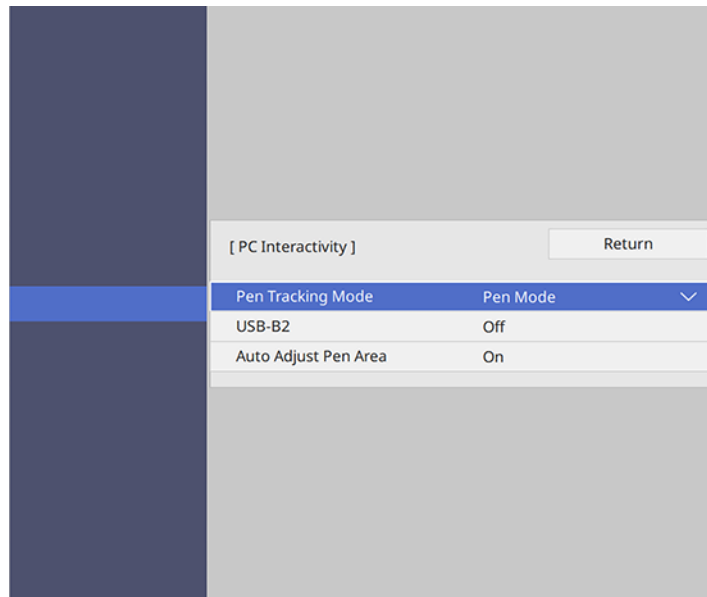 [ PC Interactivity ] Return
Pen Tracking Mode Pen Mode
USB-B2 Off
Auto Adjust Pen Area On